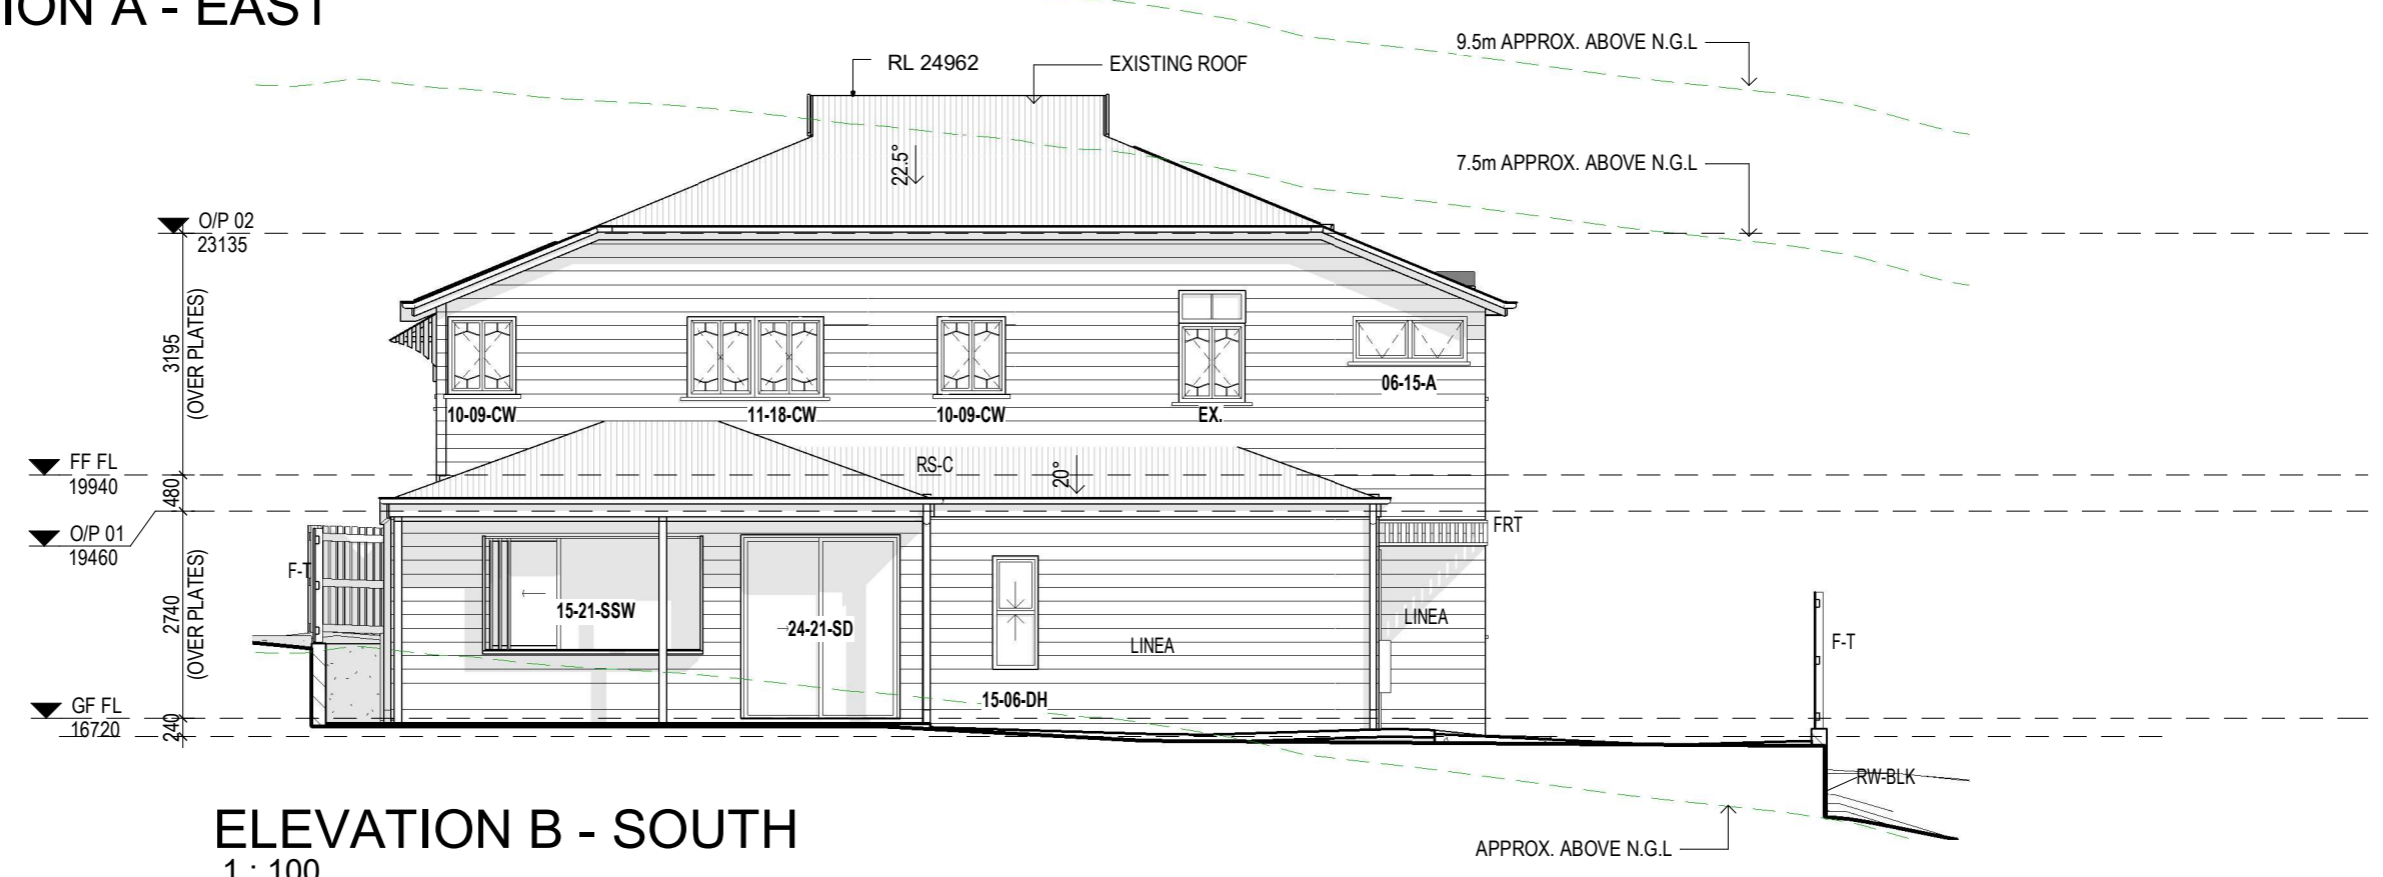 ION A - EAST
9.5m APPROX. ABOVE N.G.L
RL 24962
EXISTING ROOF
7.5m APPROX. ABOVE N.G.L
22.5°
O/P 02
23135
3195
(OVER PLATES)
06-15-A
10-09-CW
11-18-CW
10-09-CW
EX.
FF FL
19940
RS-C
20°
480
O/P 01
19460
FRT
F-T
2740
(OVER PLATES)
15-21-SSW
24-21-SD
LINEA
LINEA
F-T
15-06-DH
GF FL
16720
240
RW-BLK
ELEVATION B - SOUTH
APPROX. ABOVE N.G.L
1 : 100